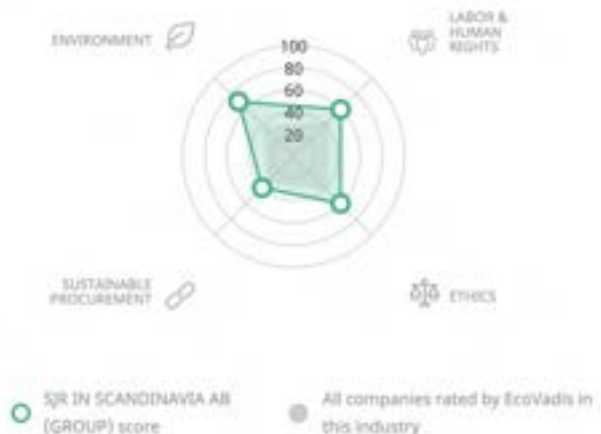 ENVIRONMENT
LABOR &
HUMAN
RIGHTS
100
80
60
40
20
SUSTAINABLE
PROCUREMENT
ETHICS
SJR IN SCANDINAVIA AB
(GROUP) score
All companies rated by EcoVadis in
this industry